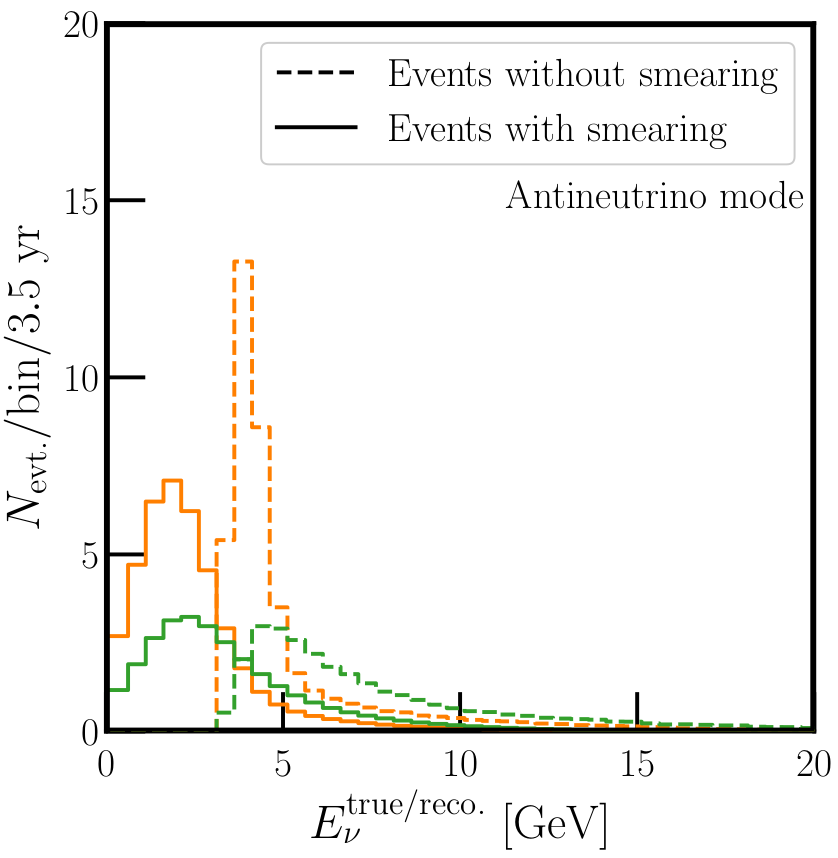 20
Events without smearing
Events with smearing
Antineutrino mode
15
10
5
0
N_evt./bin/3.5 yr
0 5 10 15 20
E_ν^true/reco. [GeV]